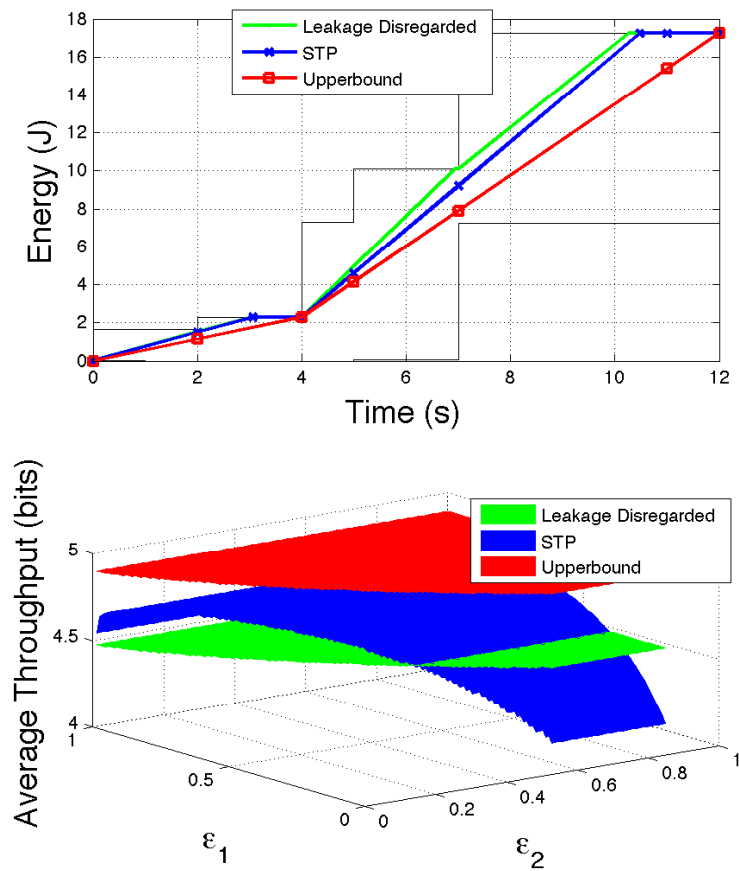 18
16
14
12
10
8
6
4
2
0
Energy (J)
Leakage Disregarded
STP
Upperbound
0 2 4 6 8 10 12
Time (s)
Average Throughput (bits)
5
4.5
4
Leakage Disregarded
STP
Upperbound
1
0.5
0
ε1
0
0.2
0.4
0.6
0.8
1
ε2